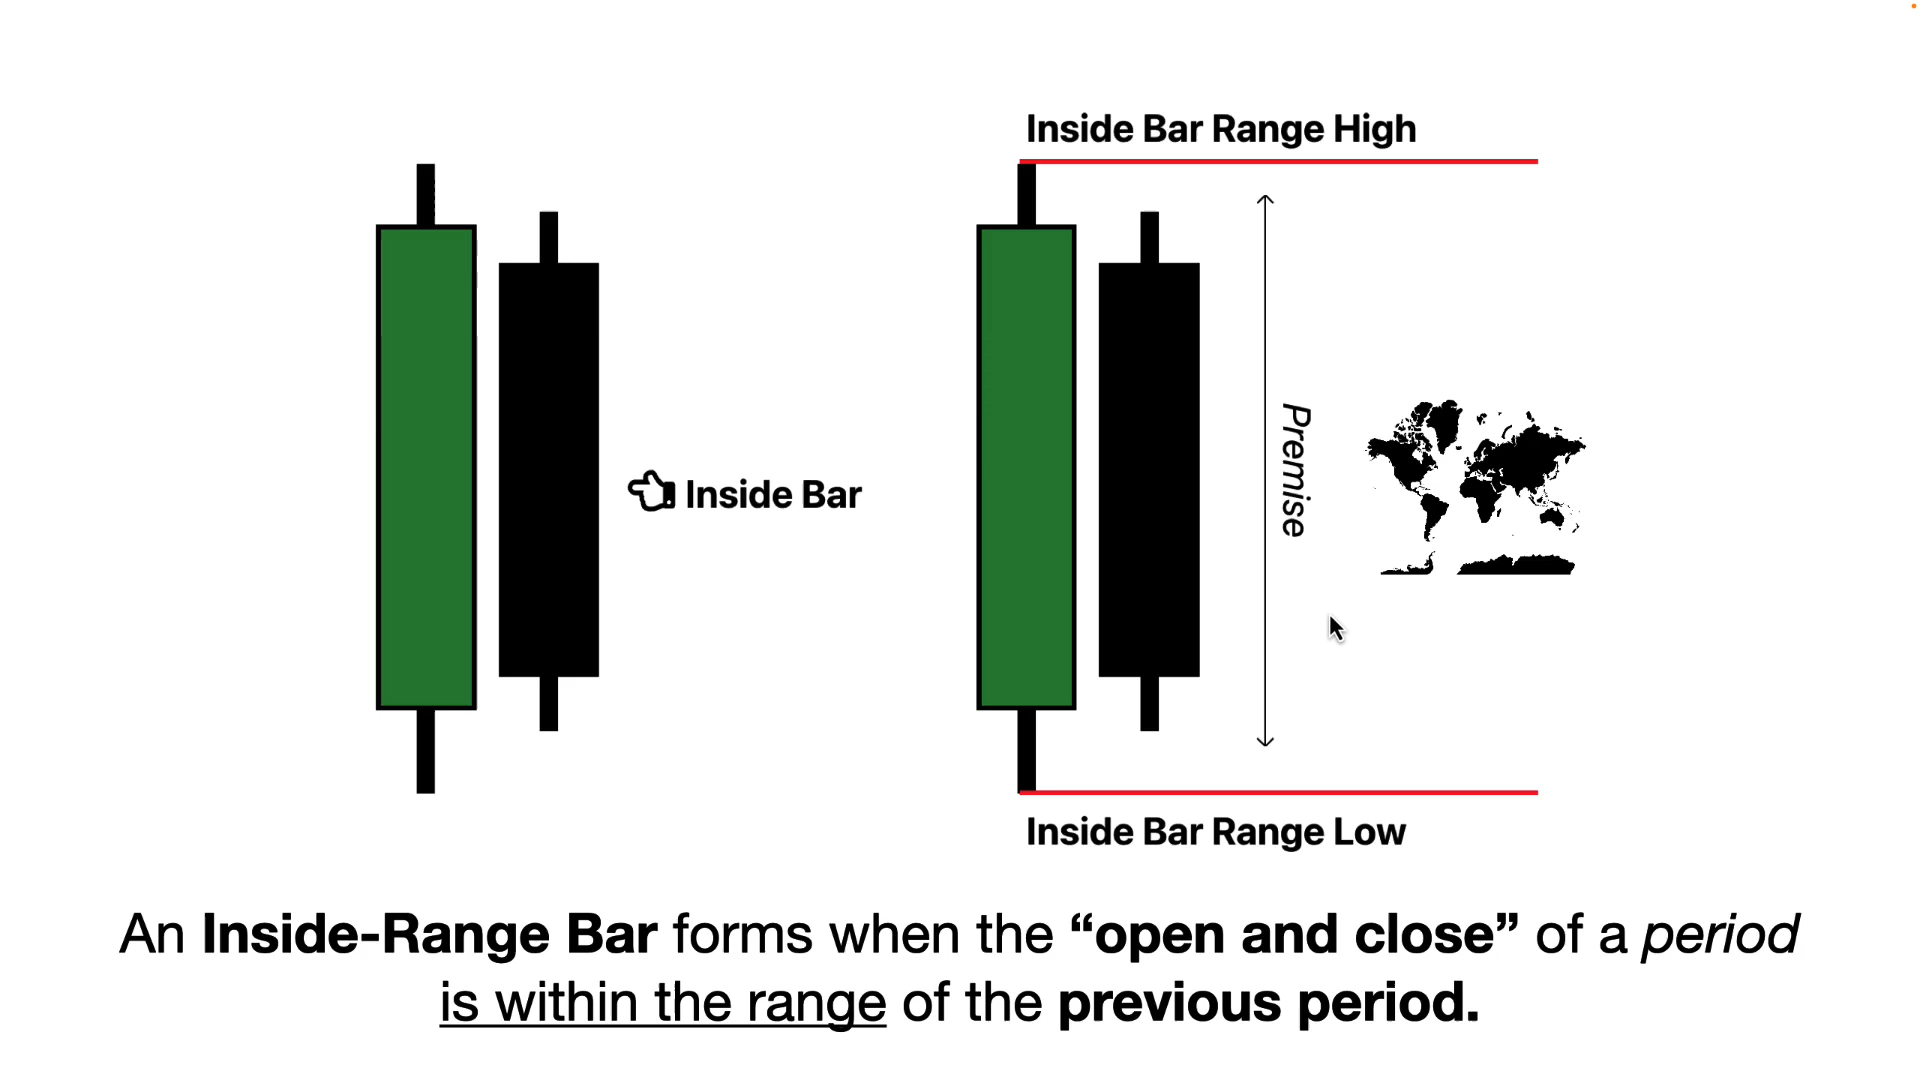 Inside Bar Range High
Inside Bar
Premise
Inside Bar Range Low
An Inside-Range Bar forms when the “open and close” of a period
is within the range of the previous period.